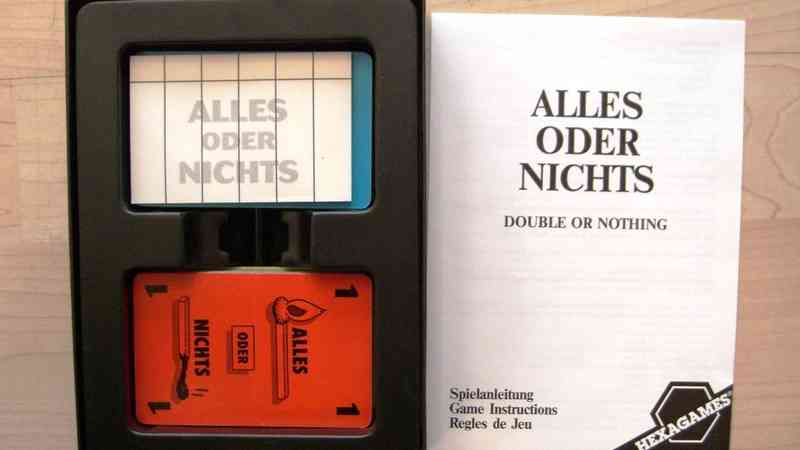 ALLES
ODER
NICHTS
1
1
ALLES
ODER
NICHTS
1
1
ALLES
ODER
NICHTS
DOUBLE OR NOTHING
Spielanleitung
Game Instructions
Regles de Jeu
HEXAGAMES